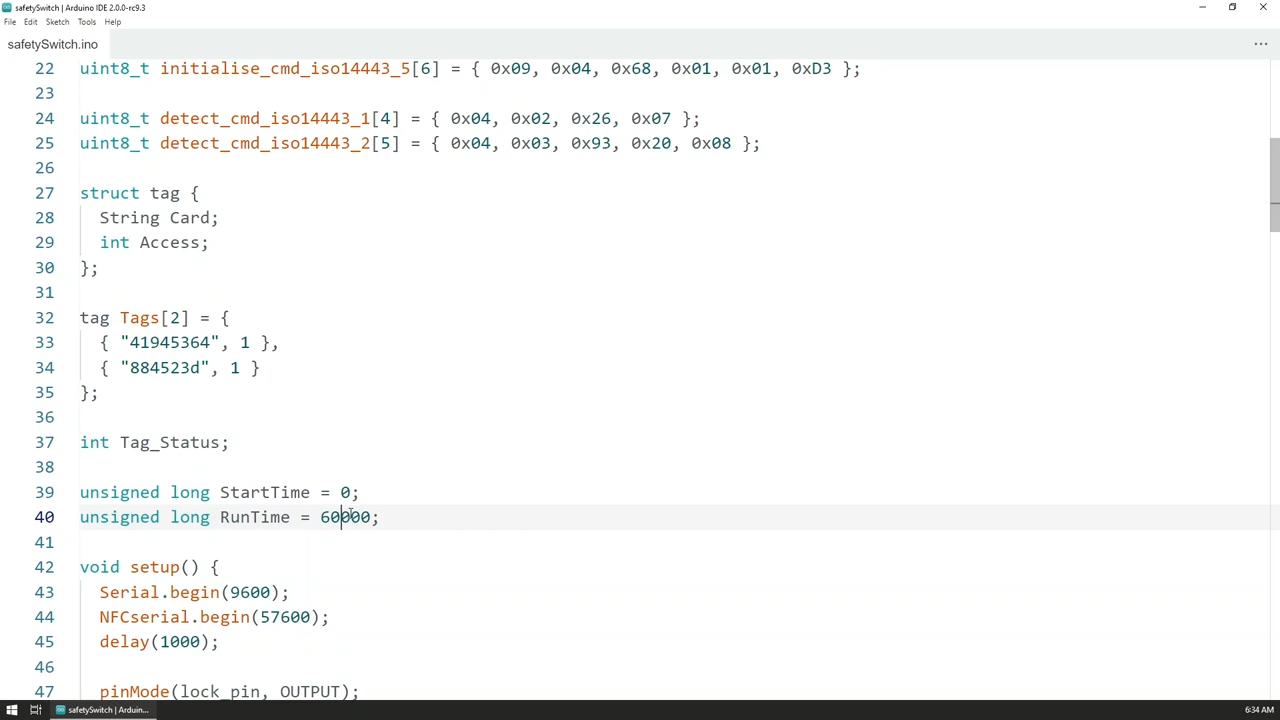 safetySwitch | Arduino IDE 2.0.0-rc9.3
File Edit Sketch Tools Help
safetySwitch.ino
22 uint8_t initialise_cmd_iso14443_5[6] = { 0x09, 0x04, 0x68, 0x01, 0x01, 0xD3 };
23
24 uint8_t detect_cmd_iso14443_1[4] = { 0x04, 0x02, 0x26, 0x07 };
25 uint8_t detect_cmd_iso14443_2[5] = { 0x04, 0x03, 0x93, 0x20, 0x08 };
26
27 struct tag {
28 String Card;
29 int Access;
30 };
31
32 tag Tags[2] = {
33 { "41945364", 1 },
34 { "884523d", 1 }
35 };
36
37 int Tag_Status;
38
39 unsigned long StartTime = 0;
40 unsigned long RunTime = 60000;
41
42 void setup() {
43 Serial.begin(9600);
44 NFCserial.begin(57600);
45 delay(1000);
46
47 pinMode(lock_pin, OUTPUT);
safetySwitch | Arduin...
6:34 AM